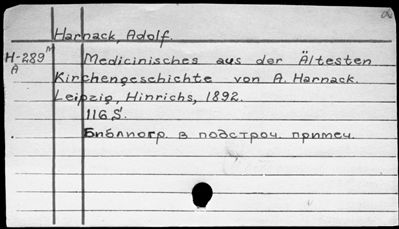 Harnack, Adolf.
H-289 M Medicinisches aus der Ältesten
A Kirchengeschichte von A. Harnack.
Leipzig, Hinrichs, 1892.
116 S.
Библиогр. в подстроч. примеч.